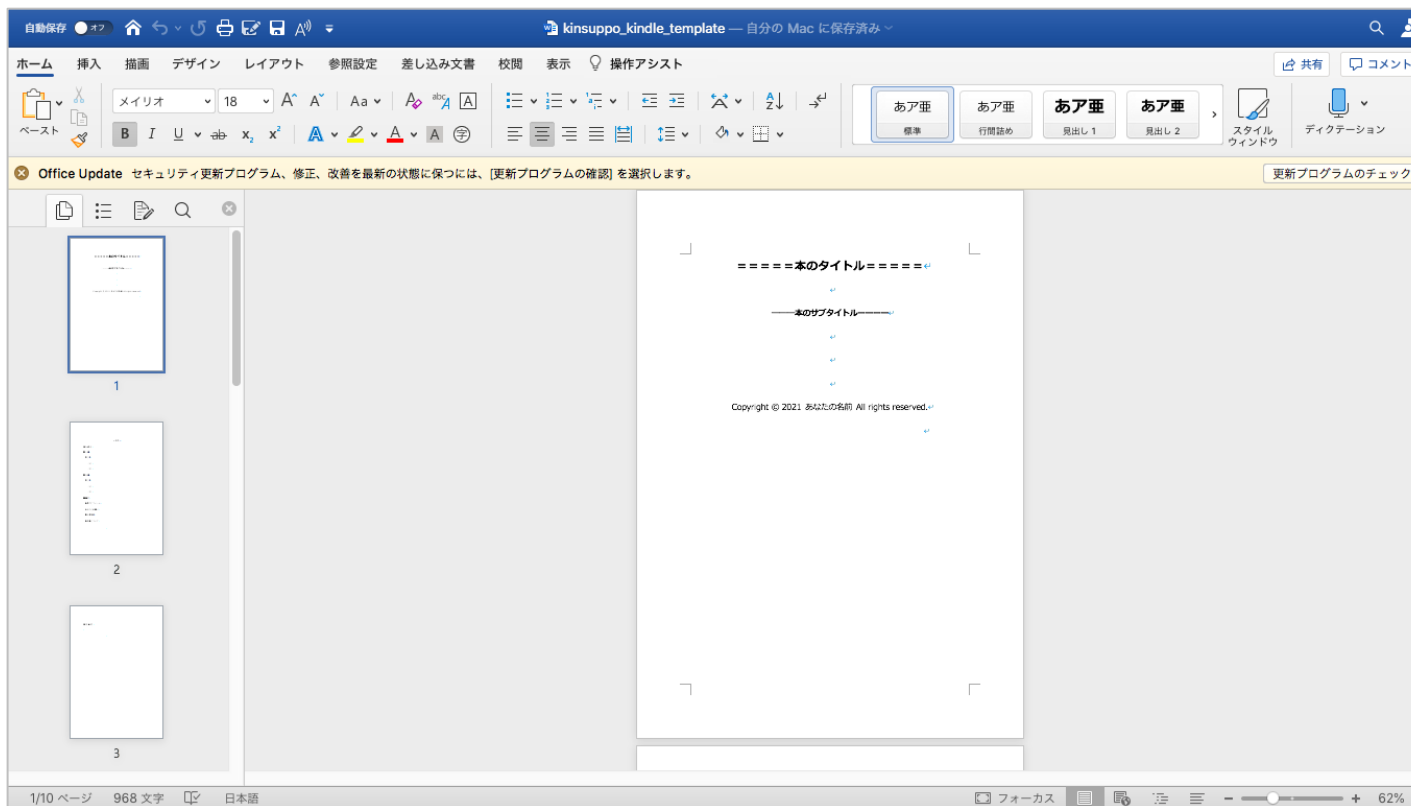 自動保存 オフ kinsuppo_kindle_template — 自分の Mac に保存済み
ホーム 挿入 描画 デザイン レイアウト 参照設定 差し込み文書 校閲 表示 操作アシスト 共有 コメント
ペースト メイリオ 18 Aa あア亜 標準 あア亜 行間詰め あア亜 見出し 1 あア亜 見出し 2 スタイル ウィンドウ ディクテーション
Office Update セキュリティ更新プログラム、修正、改善を最新の状態に保つには、[更新プログラムの確認] を選択します。 更新プログラムのチェック
=====本のタイトル=====
――本のサブタイトル―――
Copyright © 2021 あなたの名前 All rights reserved.
1
2
3
1/10 ページ 968 文字 日本語 フォーカス 62%